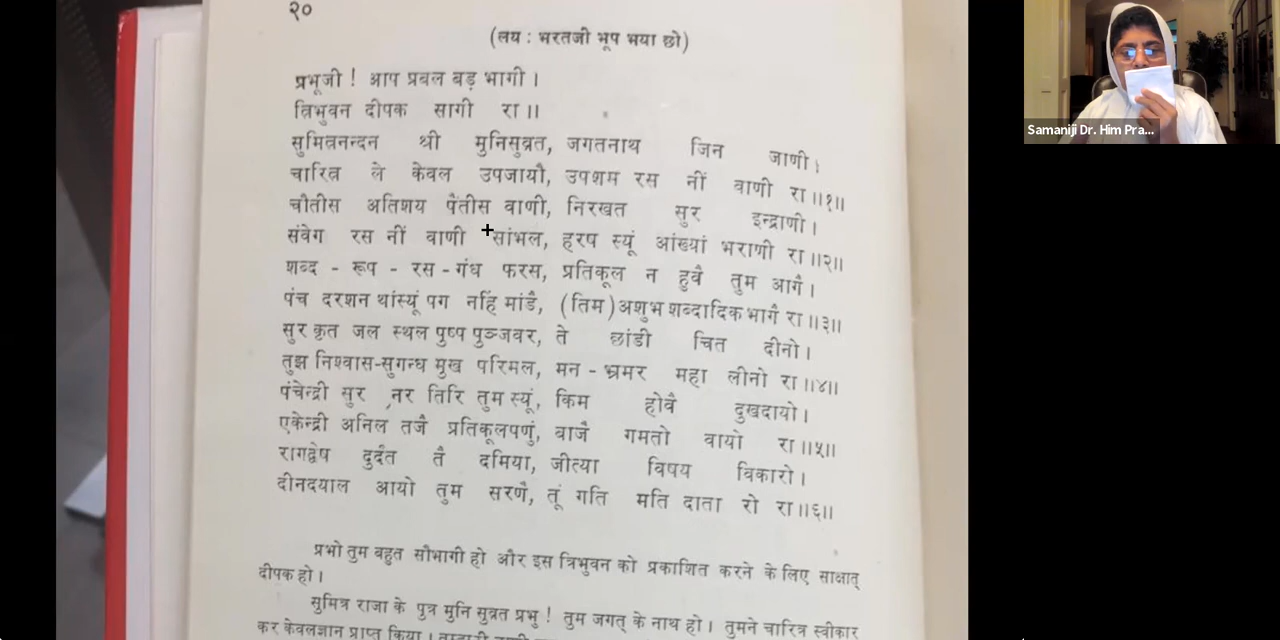 २०
(लय : भरतजी भूप भया छो)
प्रभूजी ! आप प्रबल बड़ भागी ।
त्रिभुवन दीपक सागी रा ॥
सुमित्रनन्दन श्री मुनिसुव्रत, जगतनाथ जिन जाणी ।
चारित्र ले केवल उपजायौ, उपशम रस नीं वाणी रा ॥१॥
चौतीस अतिशय पैंतीस वाणी, निरखत सुर इन्द्राणी ।
संवेग रस नीं वाणी सांभल, हरष स्यूं आंख्यां भराणी रा ॥२॥
शब्द - रूप - रस - गंध फरस, प्रतिकूल न हुवै तुम आगै ।
पंच दरशन थांस्यूं पग नहिं मांडै, (तिम) अशुभ शब्दादिक भागै रा ॥३॥
सुर कृत जल स्थल पुष्प पुञ्जवर, ते छांडी चित दीनो ।
तुझ निश्वास-सुगन्ध मुख परिमल, मन - भ्रमर महा लीनो रा ॥४॥
पंचेन्द्री सुर नर तिरि तुम स्यूं, किम होवै दुखदायो ।
एकेन्द्री अनिल तजै प्रतिकूलपणुं, बाजै गमतो वायो रा ॥५॥
रागद्वेष दुर्दंत तै दमिया, जीत्या विषय विकारो ।
दीनदयाल आयो तुम सरणै, तूं गति मति दाता रो रा ॥६॥
प्रभो तुम बहुत सौभागी हो और इस त्रिभुवन को प्रकाशित करने के लिए साक्षात्
दीपक हो ।
सुमित्र राजा के पुत्र मुनि सुव्रत प्रभु ! तुम जगत् के नाथ हो । तुमने चारित्र स्वीकार
कर केवलज्ञान प्राप्त किया ।
Samaniji Dr. Him Pra...